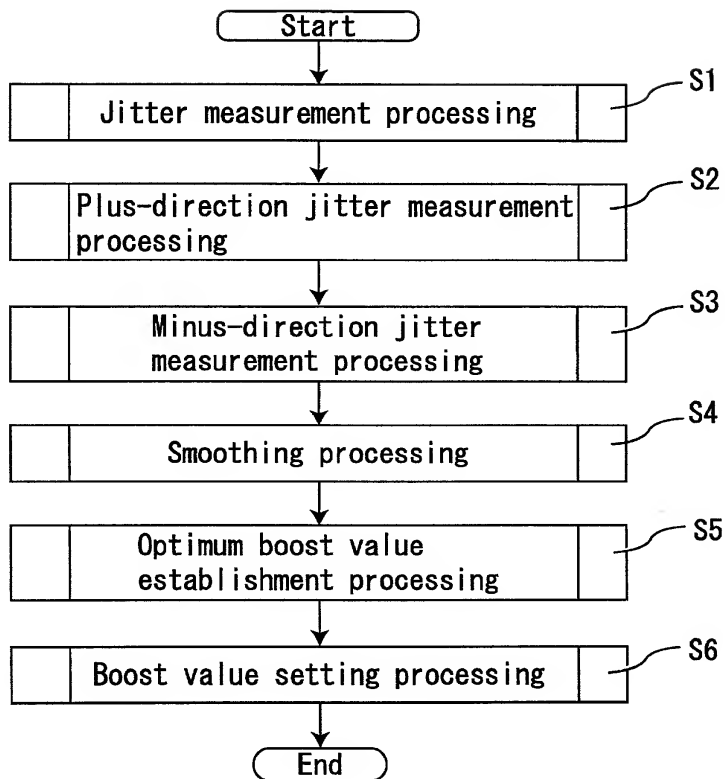 Start
Jitter measurement processing
S1
Plus-direction jitter measurement
processing
S2
Minus-direction jitter
measurement processing
S3
Smoothing processing
S4
Optimum boost value
establishment processing
S5
Boost value setting processing
S6
End